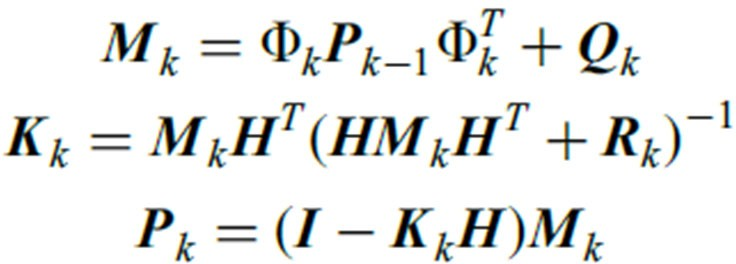 M_k = Φ_k P_{k−1} Φ_k^T + Q_k
K_k = M_k H^T (H M_k H^T + R_k)^{−1}
P_k = (I − K_k H) M_k